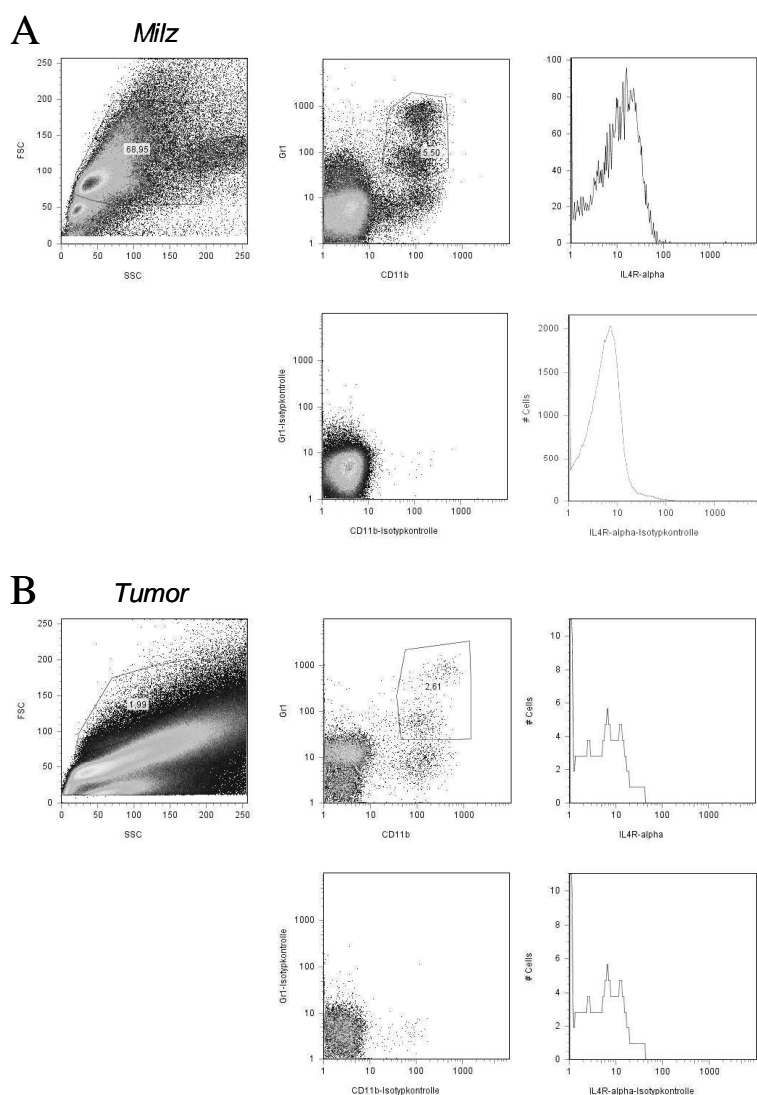 A Milz
250
200
150
100
50
0
FSC
68,95
0 50 100 150 200 250
SSC
1000
100
10
1
Gr1
5,50
1 10 100 1000
CD11b
100
80
60
40
20
0
1 10 100 1000
IL4R-alpha
1000
100
10
1
Gr1-Isotypkontrolle
1 10 100 1000
CD11b-Isotypkontrolle
2000
1500
1000
500
0
# Cells
1 10 100 1000
IL4R-alpha-Isotypkontrolle
B Tumor
250
200
150
100
50
0
FSC
1,99
0 50 100 150 200 250
SSC
1000
100
10
1
Gr1
2,61
1 10 100 1000
CD11b
10
8
6
4
2
0
# Cells
1 10 100 1000
IL4R-alpha
1000
100
10
1
Gr1-Isotypkontrolle
1 10 100 1000
CD11b-Isotypkontrolle
10
8
6
4
2
0
# Cells
1 10 100 1000
IL4R-alpha-Isotypkontrolle